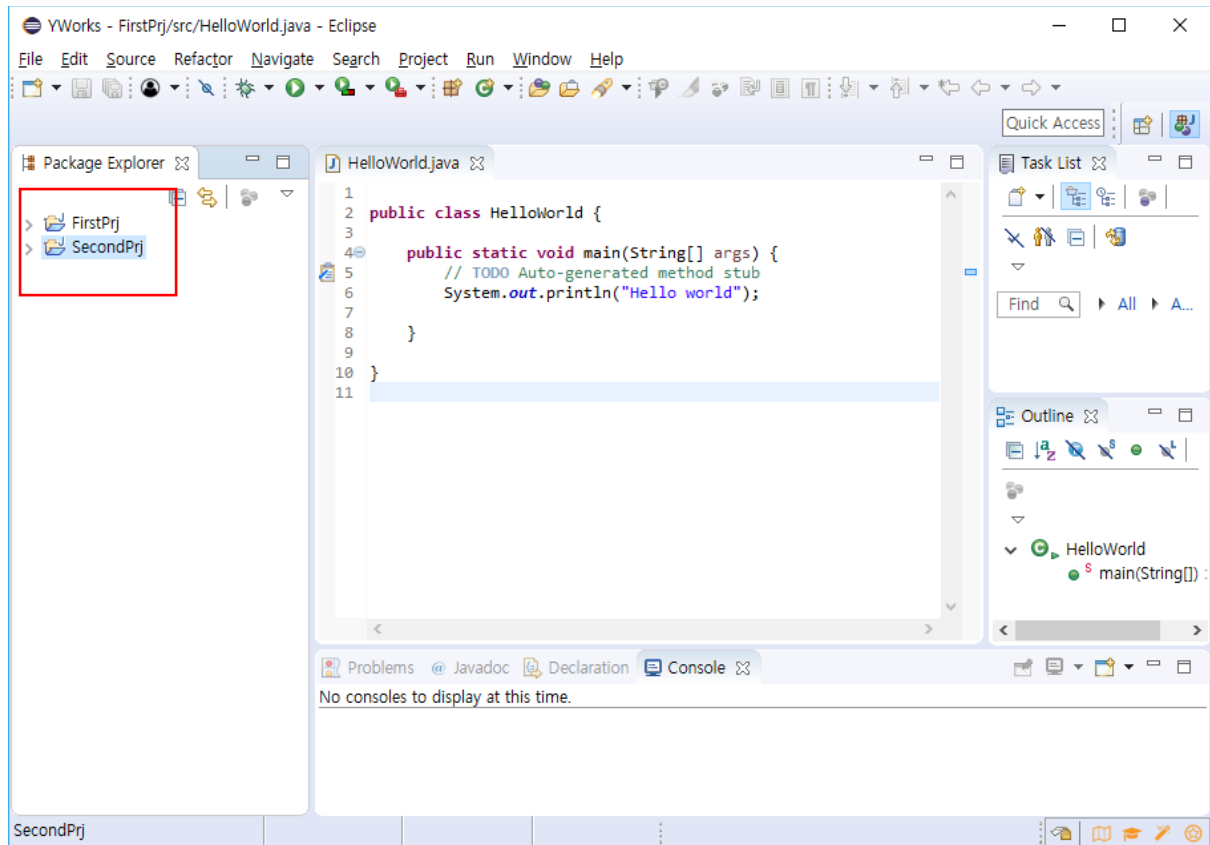 YWorks - FirstPrj/src/HelloWorld.java - Eclipse
File Edit Source Refactor Navigate Search Project Run Window Help
Quick Access
Package Explorer
FirstPrj
SecondPrj
HelloWorld.java
1
2 public class HelloWorld {
3
4 public static void main(String[] args) {
5 // TODO Auto-generated method stub
6 System.out.println("Hello world");
7
8 }
9
10 }
11
Task List
Find All A...
Outline
HelloWorld
S main(String[]) :
Problems @ Javadoc Declaration Console
No consoles to display at this time.
SecondPrj